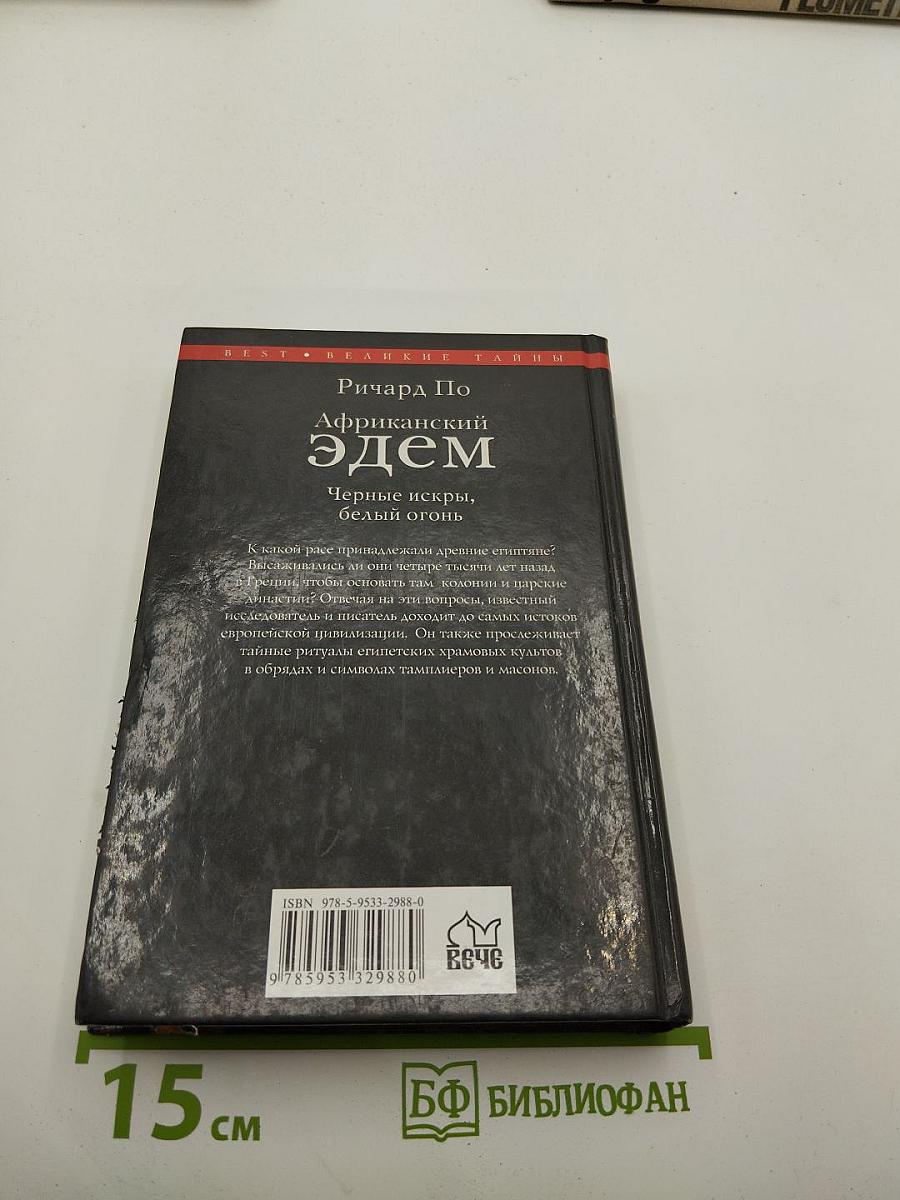 BEST • ВЕЛИКИЕ ТАЙНЫ
Ричард По
Африканский
эдем
Черные искры,
белый огонь
К какой расе принадлежали древние египтяне?
Высаживались ли они четыре тысячи лет назад
в Греции, чтобы основать там колонии и царские
династии? Отвечая на эти вопросы, известный
исследователь и писатель доходит до самых истоков
европейской цивилизации. Он также прослеживает
тайные ритуалы египетских храмовых культов
в обрядах и символах тамплиеров и масонов.
ISBN 978-5-9533-2988-0
9 785953 329880
ВЕЧЕ
15 см
БФ БИБЛИОФАН